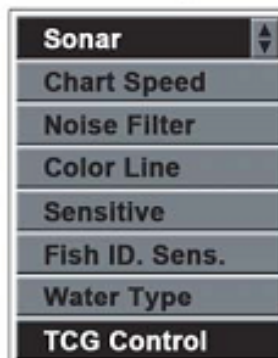 Sonar
Chart Speed
Noise Filter
Color Line
Sensitive
Fish ID. Sens.
Water Type
TCG Control